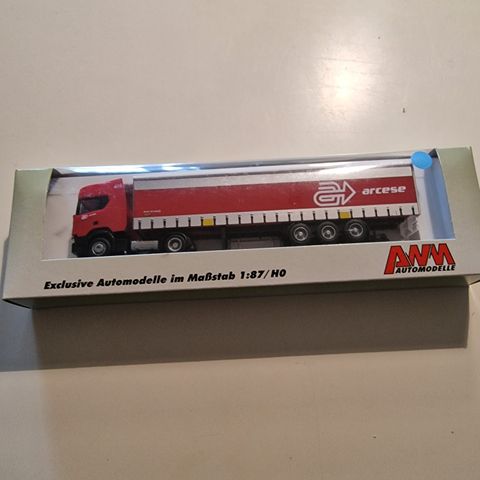 arcese
Exclusive Automodelle im Maßstab 1:87/H0
AWM
AUTOMODELLE